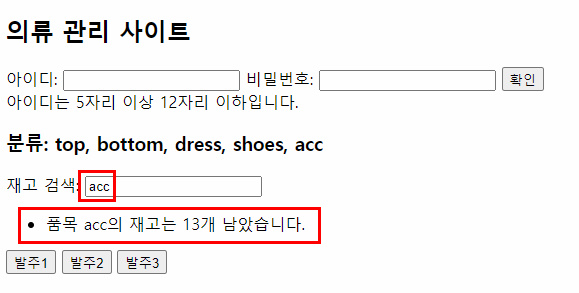 의류 관리 사이트
아이디: 비밀번호: 확인
아이디는 5자리 이상 12자리 이하입니다.
분류: top, bottom, dress, shoes, acc
재고 검색: acc
• 품목 acc의 재고는 13개 남았습니다.
발주1 발주2 발주3